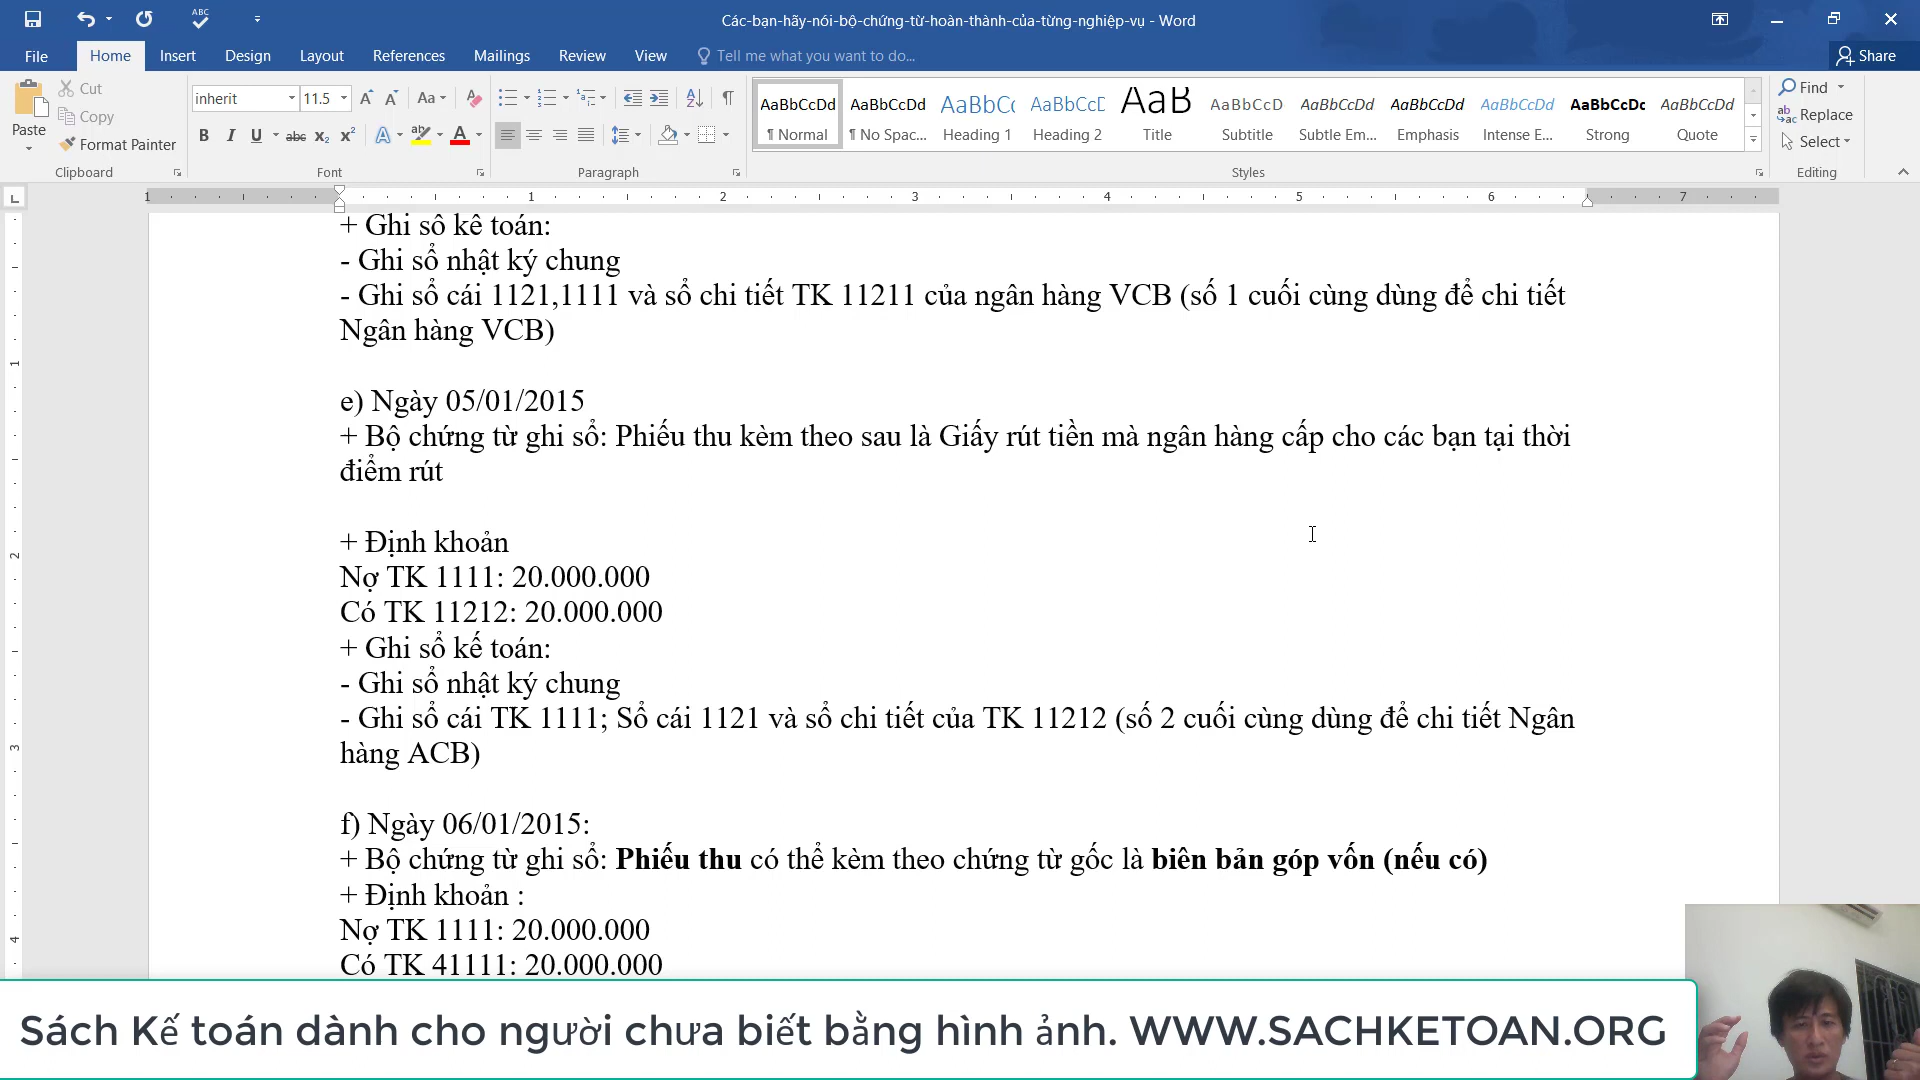 ABC
Các-bạn-hãy-nói-bộ-chứng-từ-hoàn-thành-của-từng-nghiệp-vụ - Word
File Home Insert Design Layout References Mailings Review View Tell me what you want to do... Share
Paste
Cut
Copy
Format Painter
Clipboard
inherit 11.5
Font
Paragraph
AaBbCcDd AaBbCcDd AaBbCc AaBbCcD AaB AaBbCcD AaBbCcDd AaBbCcDd AaBbCcDd AaBbCcDc AaBbCcDd
¶ Normal ¶ No Spac... Heading 1 Heading 2 Title Subtitle Subtle Em... Emphasis Intense E... Strong Quote
Styles
Find
Replace
Select
Editing
1 1 2 3 4 5 6 7
+ Ghi sổ kế toán:
- Ghi sổ nhật ký chung
- Ghi sổ cái 1121,1111 và sổ chi tiết TK 11211 của ngân hàng VCB (số 1 cuối cùng dùng để chi tiết
Ngân hàng VCB)
e) Ngày 05/01/2015
+ Bộ chứng từ ghi sổ: Phiếu thu kèm theo sau là Giấy rút tiền mà ngân hàng cấp cho các bạn tại thời
điểm rút
+ Định khoản
Nợ TK 1111: 20.000.000
Có TK 11212: 20.000.000
+ Ghi sổ kế toán:
- Ghi sổ nhật ký chung
- Ghi sổ cái TK 1111; Sổ cái 1121 và sổ chi tiết của TK 11212 (số 2 cuối cùng dùng để chi tiết Ngân
hàng ACB)
f) Ngày 06/01/2015:
+ Bộ chứng từ ghi sổ: Phiếu thu có thể kèm theo chứng từ gốc là biên bản góp vốn (nếu có)
+ Định khoản :
Nợ TK 1111: 20.000.000
Có TK 41111: 20.000.000
Sách Kế toán dành cho người chưa biết bằng hình ảnh. WWW.SACHKETOAN.ORG